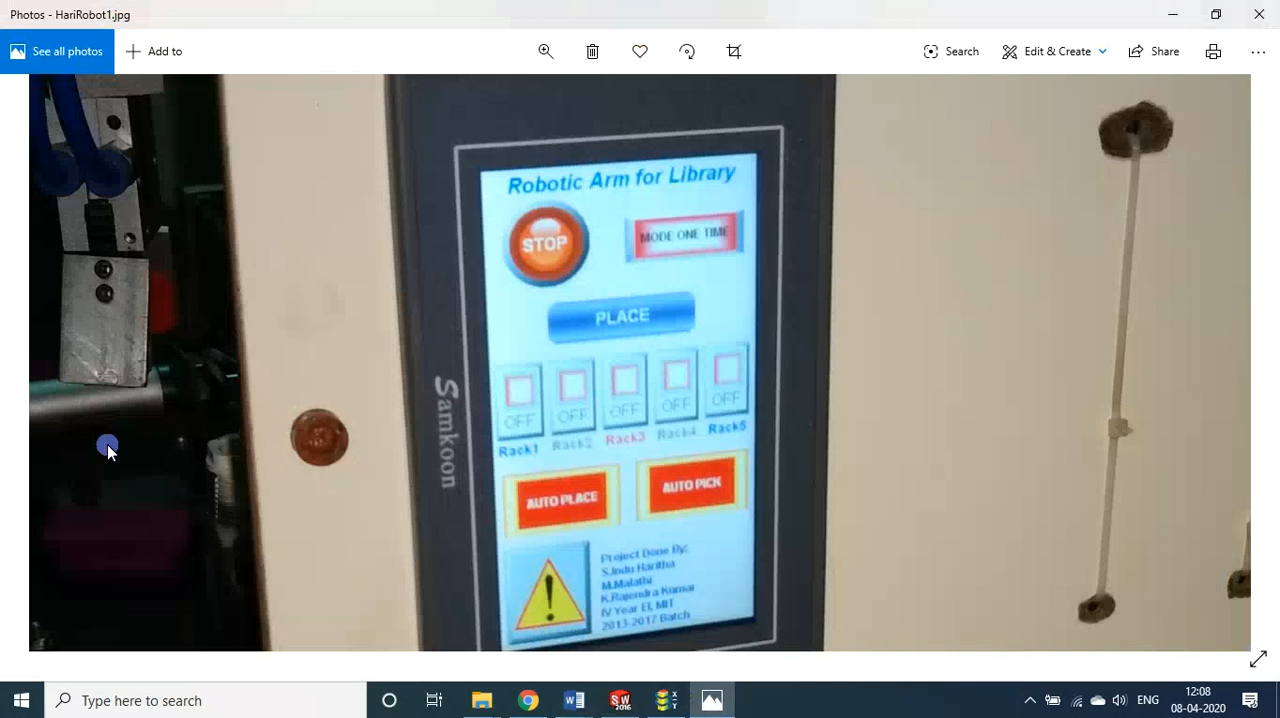 Photos - HariRobot1.jpg
See all photos
Add to
Search
Edit & Create
Share
Robotic Arm for Library
STOP
MODE ONE TIME
PLACE
OFF OFF OFF OFF OFF
Rack1 Rack2 Rack3 Rack4 Rack5
AUTO PLACE
AUTO PICK
Samkoon
Project Done By:
S.Indu Haritha
M.Malathi
K.Rajendra Kumar
IV Year EI, MIT
2013-2017 Batch
Type here to search
W
SW
2016
ENG
12:08
08-04-2020